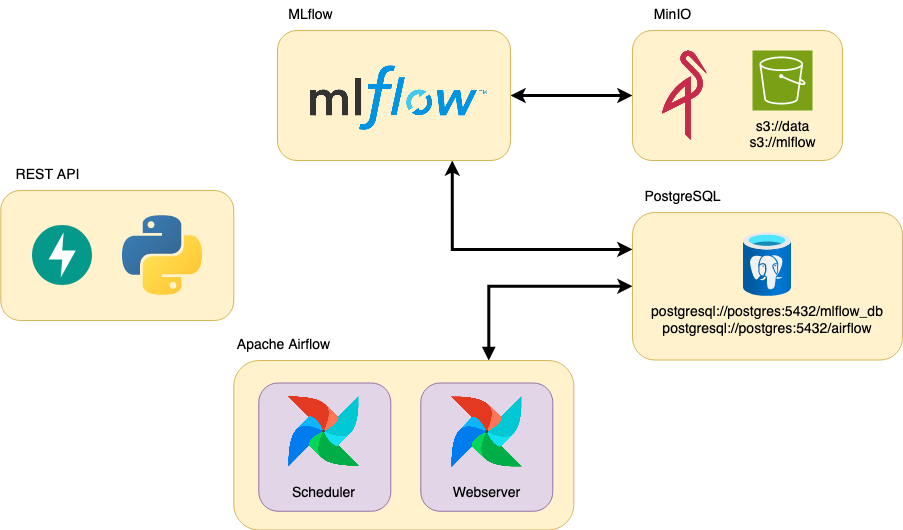 MLflow
MinIO
mlflow™
s3://data
s3://mlflow
REST API
PostgreSQL
postgresql://postgres:5432/mlflow_db
postgresql://postgres:5432/airflow
Apache Airflow
Scheduler
Webserver